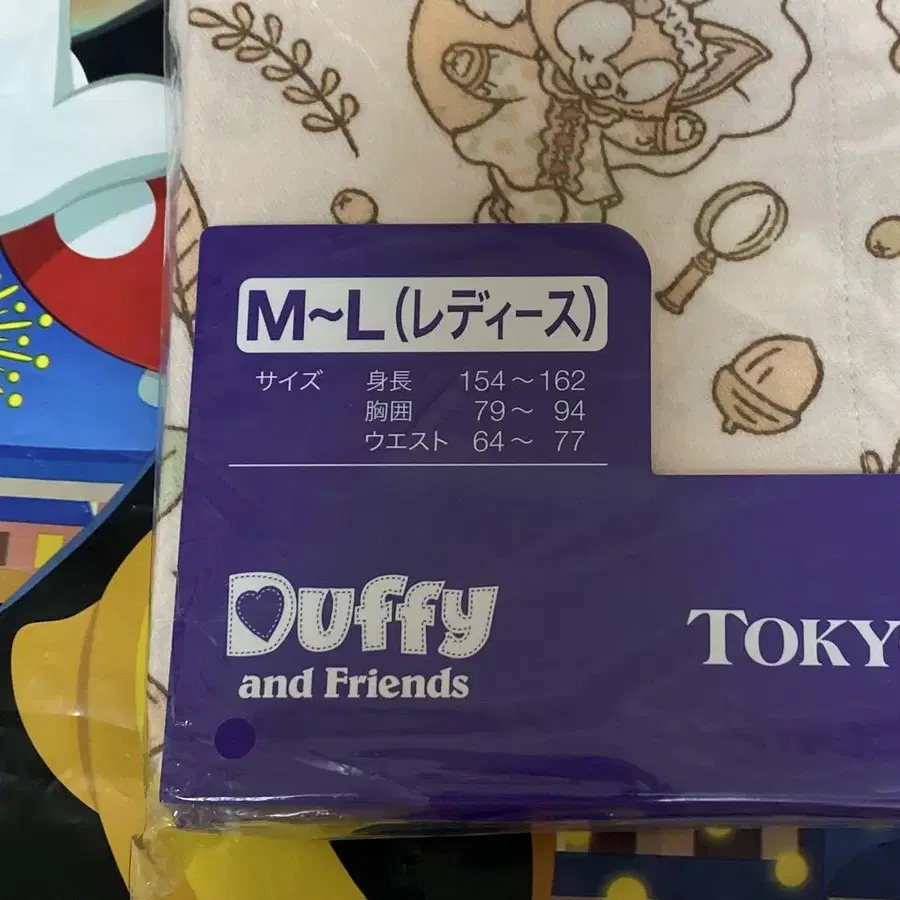 M~L(レディース)
サイズ 身長 154～162
胸囲 79～ 94
ウエスト 64～ 77
Duffy
and Friends
TOKY